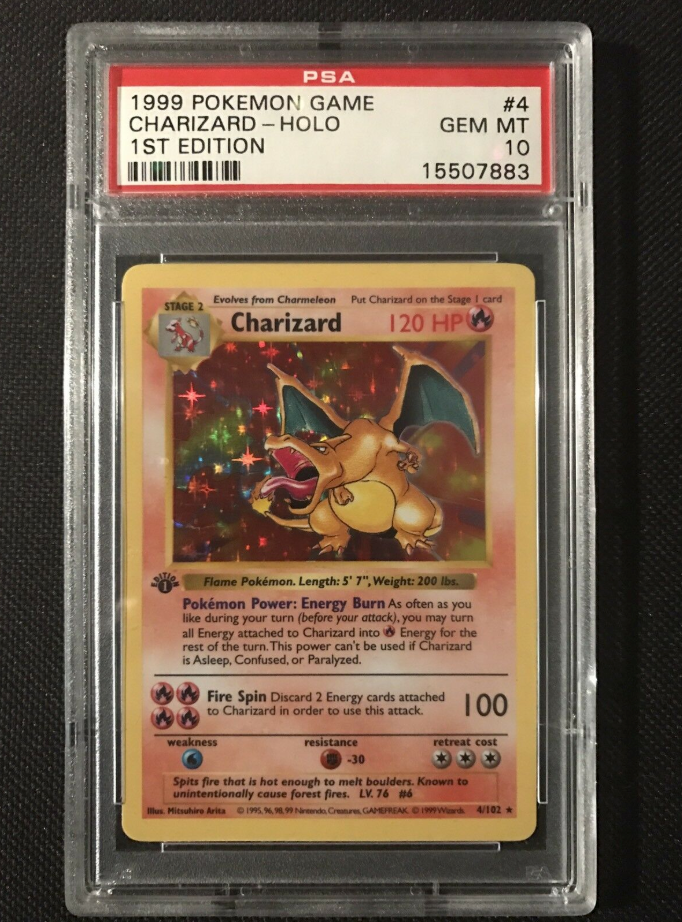 PSA
1999 POKEMON GAME #4
CHARIZARD – HOLO GEM MT
1ST EDITION 10
15507883
STAGE 2 Evolves from Charmeleon Put Charizard on the Stage 1 card
Charizard 120 HP
EDITION 1
Flame Pokémon. Length: 5' 7", Weight: 200 lbs.
Pokémon Power: Energy Burn As often as you
like during your turn (before your attack), you may turn
all Energy attached to Charizard into Energy for the
rest of the turn. This power can't be used if Charizard
is Asleep, Confused, or Paralyzed.
Fire Spin Discard 2 Energy cards attached
to Charizard in order to use this attack. 100
weakness resistance retreat cost
-30
Spits fire that is hot enough to melt boulders. Known to
unintentionally cause forest fires. LV. 76 #6
Illus. Mitsuhiro Arita © 1995, 96, 98, 99 Nintendo, Creatures, GAMEFREAK. © 1999 Wizards. 4/102 ★